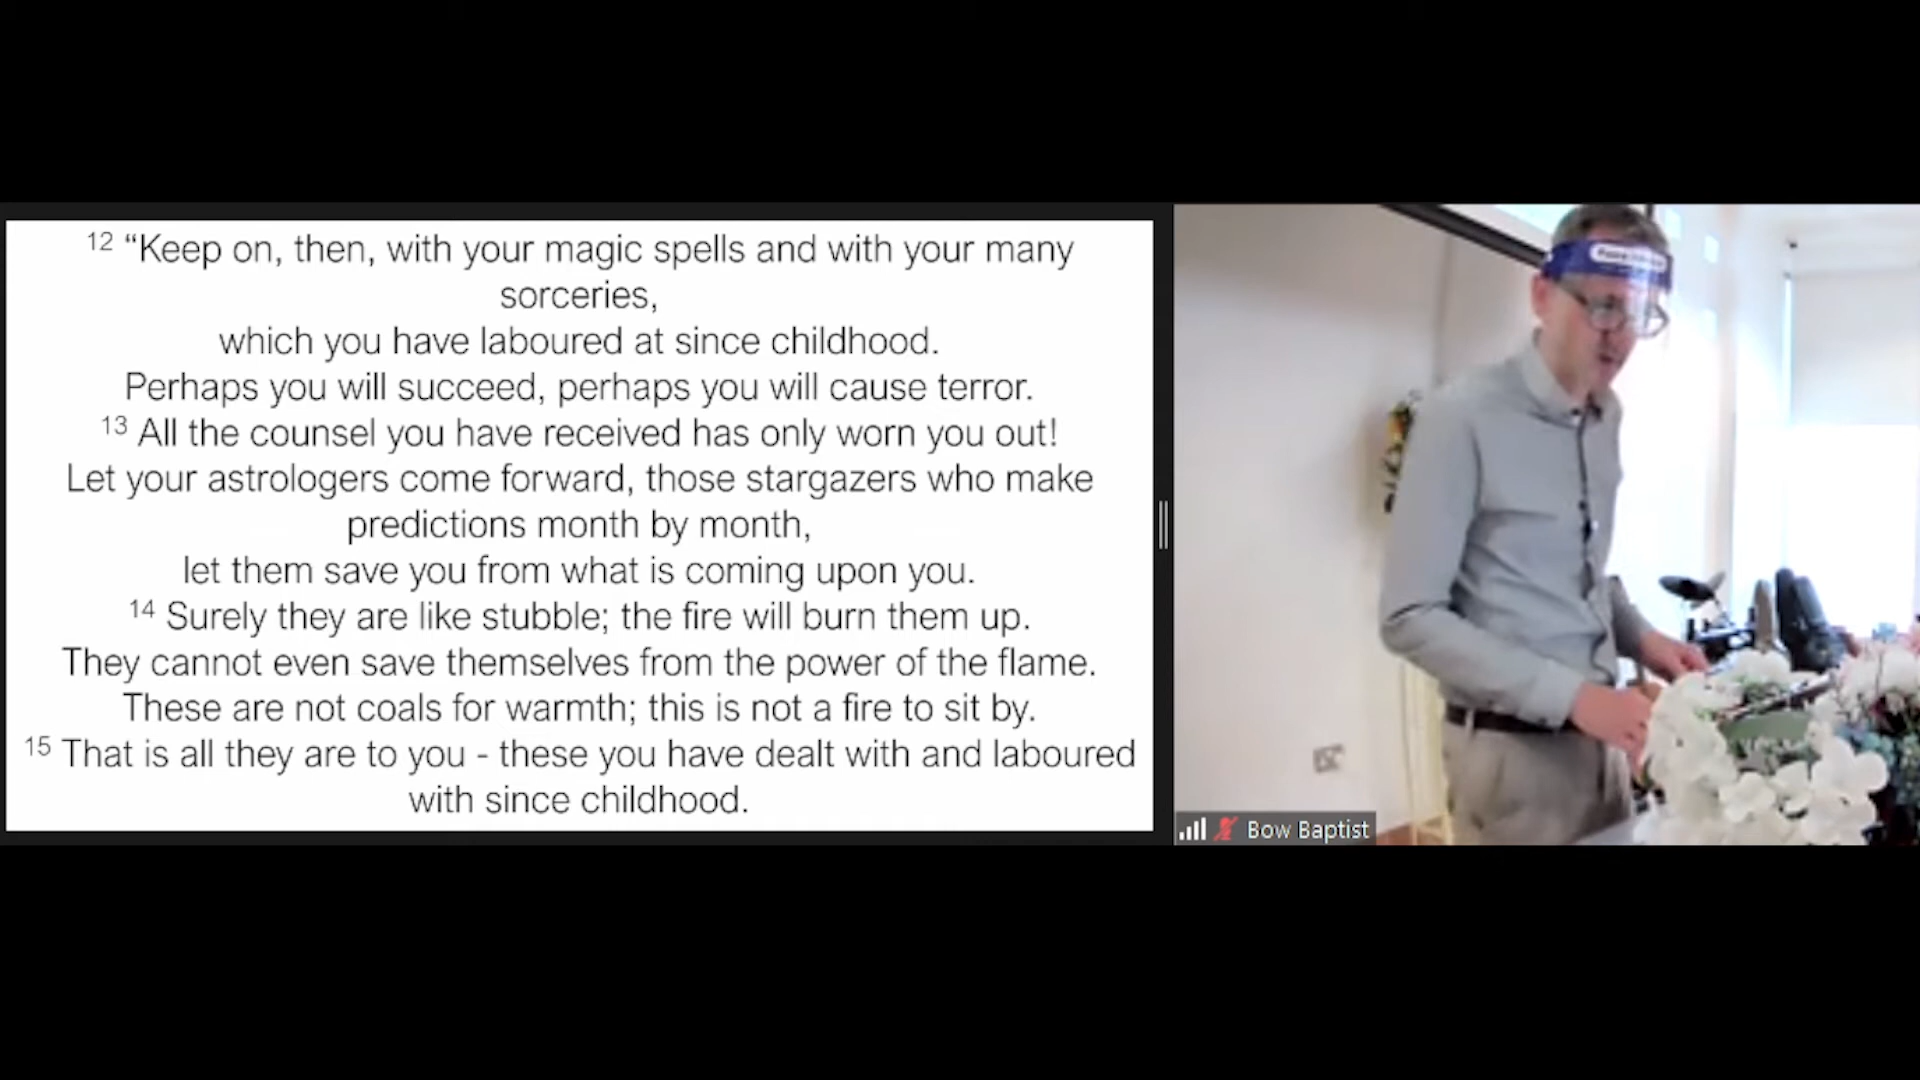 12 “Keep on, then, with your magic spells and with your many
sorceries,
which you have laboured at since childhood.
Perhaps you will succeed, perhaps you will cause terror.
13 All the counsel you have received has only worn you out!
Let your astrologers come forward, those stargazers who make
predictions month by month,
let them save you from what is coming upon you.
14 Surely they are like stubble; the fire will burn them up.
They cannot even save themselves from the power of the flame.
These are not coals for warmth; this is not a fire to sit by.
15 That is all they are to you - these you have dealt with and laboured
with since childhood.
Bow Baptist